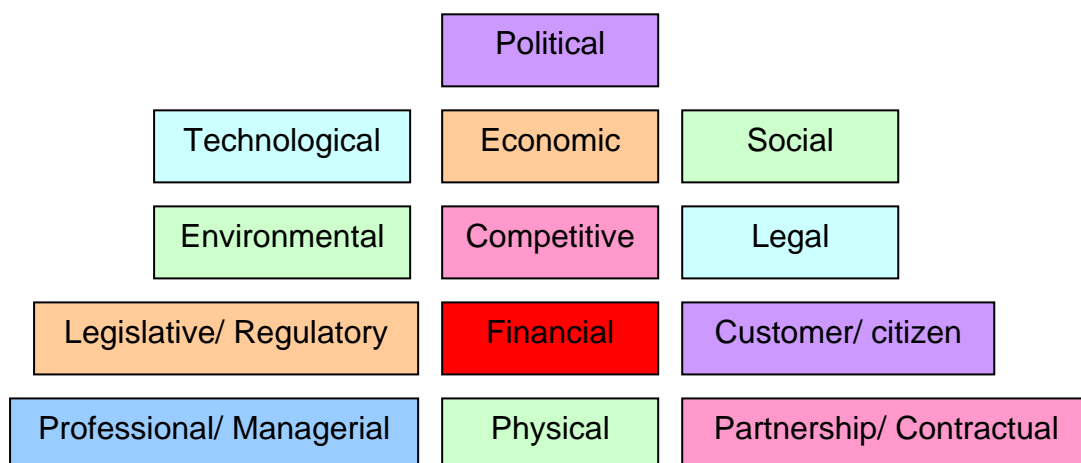 Political
Technological
Economic
Social
Environmental
Competitive
Legal
Legislative/ Regulatory
Financial
Customer/ citizen
Professional/ Managerial
Physical
Partnership/ Contractual